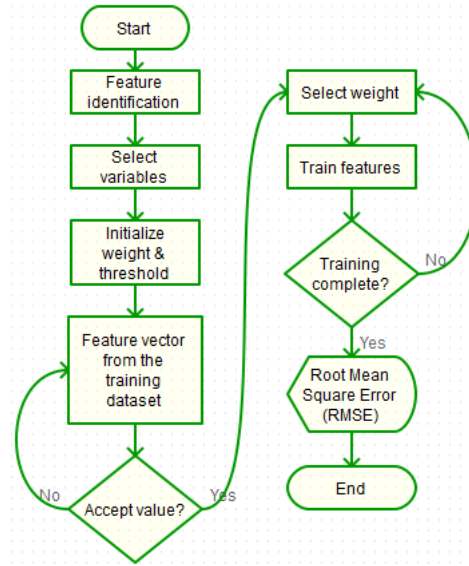 Start
Feature
identification
Select
variables
Initialize
weight &
threshold
Feature vector
from the
training
dataset
Accept value?
No
Yes
Select weight
Train features
Training
complete?
No
Yes
Root Mean
Square Error
(RMSE)
End